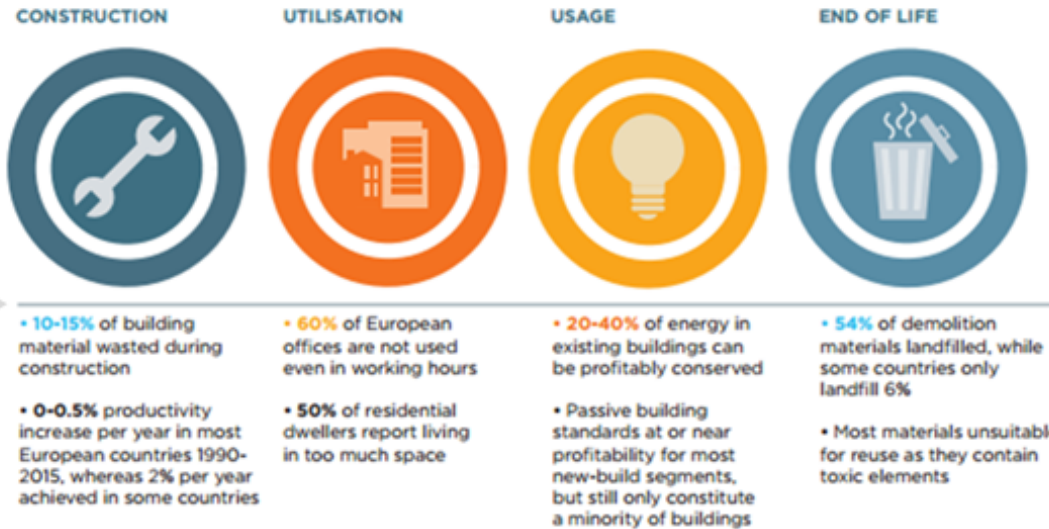 CONSTRUCTION
UTILISATION
USAGE
END OF LIFE
• 10-15% of building
material wasted during
construction
• 0-0.5% productivity
increase per year in most
European countries 1990-
2015, whereas 2% per year
achieved in some countries
• 60% of European
offices are not used
even in working hours
• 50% of residential
dwellers report living
in too much space
• 20-40% of energy in
existing buildings can
be profitably conserved
• Passive building
standards at or near
profitability for most
new-build segments,
but still only constitute
a minority of buildings
• 54% of demolition
materials landfilled, while
some countries only
landfill 6%
• Most materials unsuitabl
for reuse as they contain
toxic elements